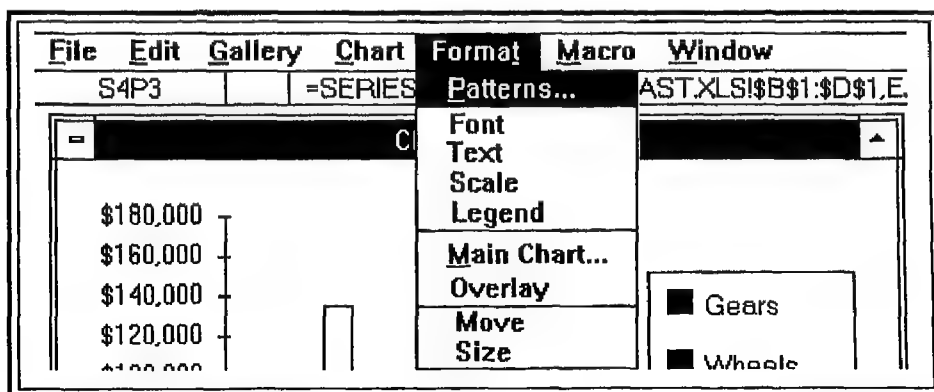 File Edit Gallery Chart Format Macro Window
S4P3 =SERIES AST.XLS!$B$1:$D$1,E.
Patterns...
Font
Text
Scale
Legend
Main Chart...
Overlay
Move
Size
$180,000
$160,000
$140,000
$120,000
Gears
Wheels